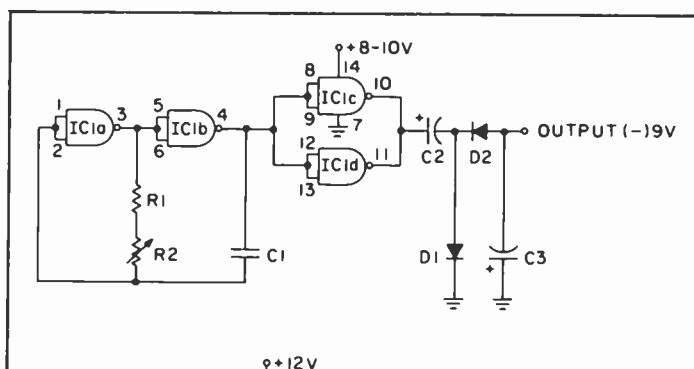 +8-10V
8
14
10
IC1c
9
7
1
3
5
4
IC1a
IC1b
2
6
12
11
IC1d
13
+
C2
D2
OUTPUT (-) 9V
R1
R2
C1
D1
C3
+
+12V